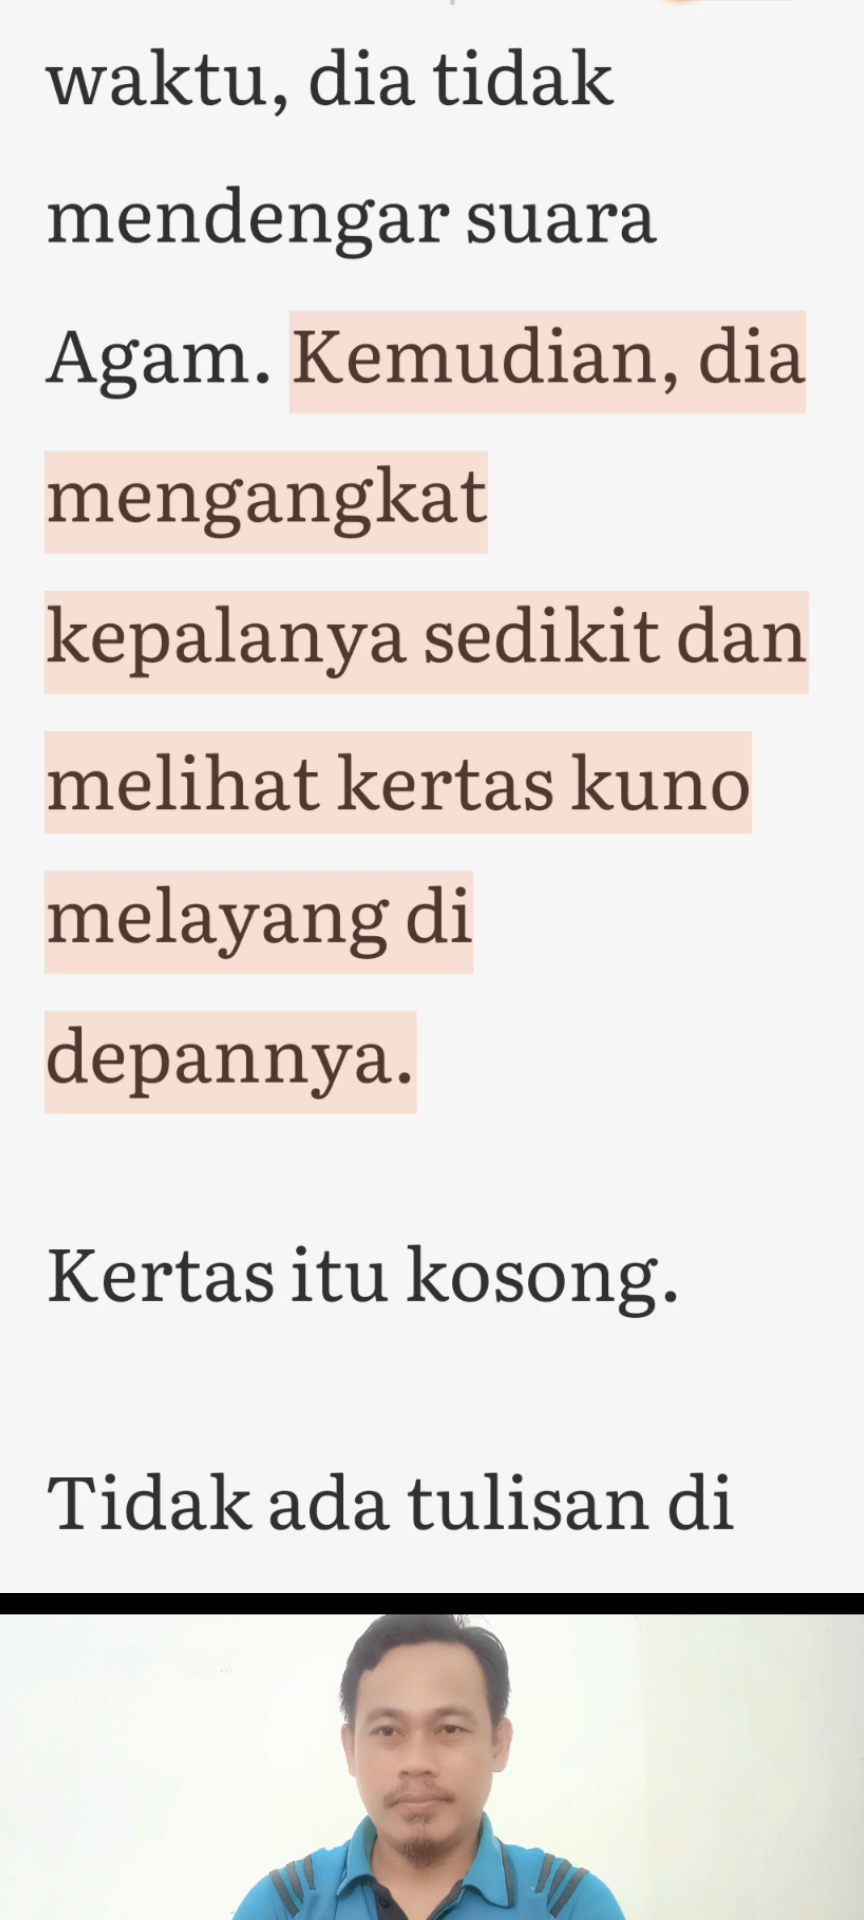 waktu, dia tidak
mendengar suara
Agam. Kemudian, dia
mengangkat
kepalanya sedikit dan
melihat kertas kuno
melayang di
depannya.
Kertas itu kosong.
Tidak ada tulisan di